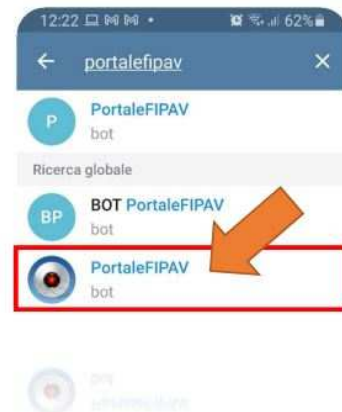 12:22 62%
portalefipav
P PortaleFIPAV
bot
Ricerca globale
BP BOT PortaleFIPAV
bot
PortaleFIPAV
bot